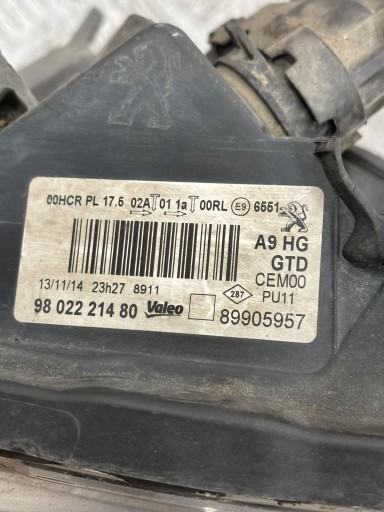 00HCR PL 17.5 02A 01 1a 00RL E9 6551
A9 HG
GTD
CEM00
PU11
13/11/14 23h27 8911
287
98 022 214 80 Valeo 89905957